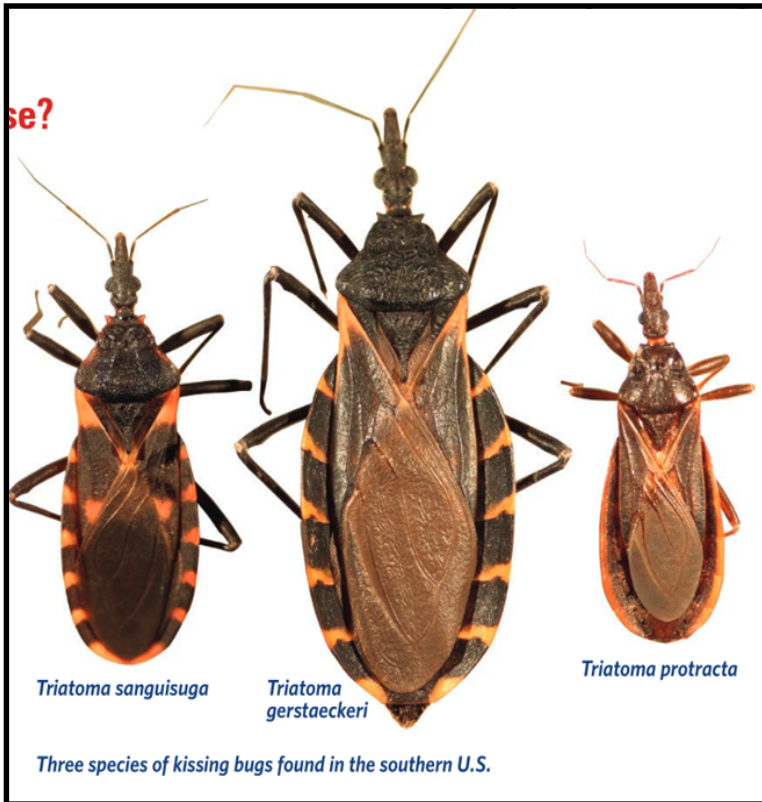 se?
Triatoma sanguisuga
Triatoma
gerstaeckeri
Triatoma protracta
Three species of kissing bugs found in the southern U.S.